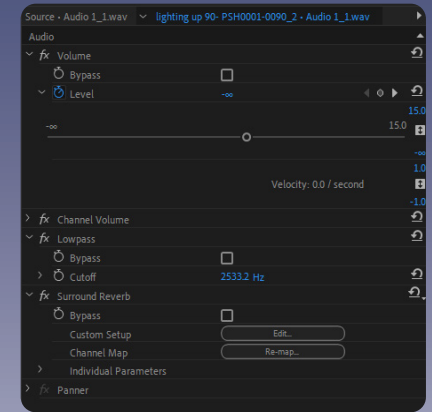 Source • Audio 1_1.wav lighting up 90- PSH0001-0090_2 • Audio 1_1.wav
Audio
fx Volume
Bypass
Level -∞
15.0
-∞ 15.0
-∞
1.0
Velocity: 0.0 / second
-1.0
fx Channel Volume
fx Lowpass
Bypass
Cutoff 2533.2 Hz
fx Surround Reverb
Bypass
Custom Setup Edit...
Channel Map Re-map...
Individual Parameters
fx Panner